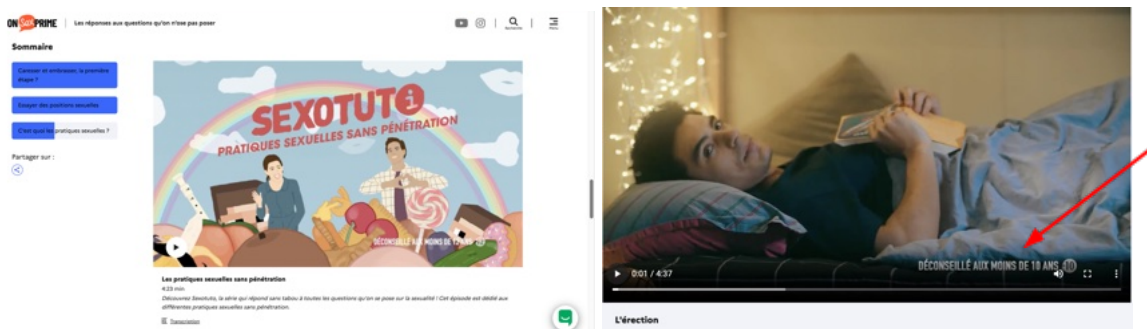 ON SexPRIME
Les réponses aux questions qu'on n'ose pas poser
Recherche
Menu
Sommaire
Caresser et embrasser, la première
étape ?
Essayer des positions sexuelles
C'est quoi les pratiques sexuelles ?
Partager sur :
SEXOTUTO
PRATIQUES SEXUELLES SANS PÉNÉTRATION
DÉCONSEILLÉ AUX MOINS DE
Les pratiques sexuelles sans pénétration
4:23 min
Découvrez Sexotuto, la série qui répond sans tabou à toutes les questions qu'on se pose sur la sexualité ! Cet épisode est dédié aux
différentes pratiques sexuelles sans pénétration.
Transcription
DÉCONSEILLÉ AUX MOINS DE 10 ANS 10
0:01 / 4:37
L'érection